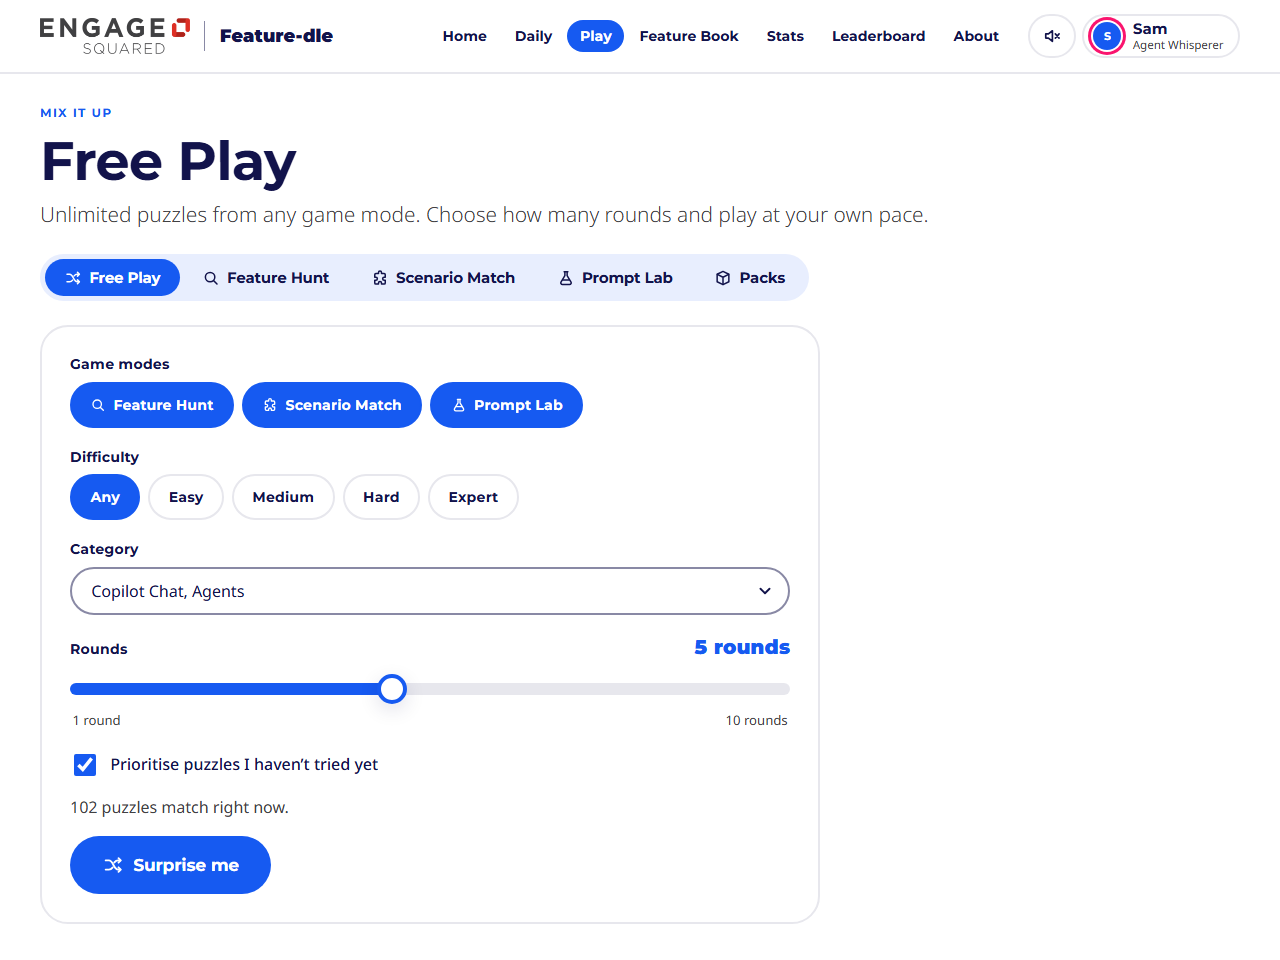 ENGAGE SQUARED Feature-dle Home Daily Play Feature Book Stats Leaderboard About S Sam Agent Whisperer
MIX IT UP
Free Play
Unlimited puzzles from any game mode. Choose how many rounds and play at your own pace.
Free Play Feature Hunt Scenario Match Prompt Lab Packs
Game modes
Feature Hunt Scenario Match Prompt Lab
Difficulty
Any Easy Medium Hard Expert
Category
Copilot Chat, Agents
Rounds 5 rounds
1 round 10 rounds
Prioritise puzzles I haven’t tried yet
102 puzzles match right now.
Surprise me